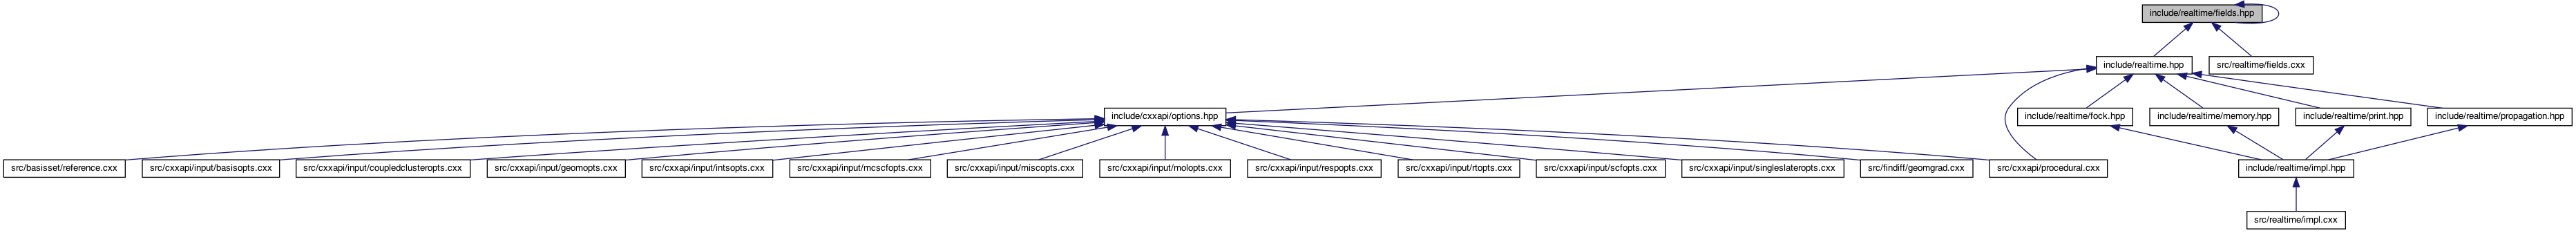 include/realtime/fields.hpp
include/realtime.hpp
src/realtime/fields.cxx
include/cxxapi/options.hpp
include/realtime/fock.hpp
include/realtime/memory.hpp
include/realtime/print.hpp
include/realtime/propagation.hpp
src/basisset/reference.cxx
src/cxxapi/input/basisopts.cxx
src/cxxapi/input/coupledclusteropts.cxx
src/cxxapi/input/geomopts.cxx
src/cxxapi/input/intsopts.cxx
src/cxxapi/input/mcscfopts.cxx
src/cxxapi/input/miscopts.cxx
src/cxxapi/input/molopts.cxx
src/cxxapi/input/respopts.cxx
src/cxxapi/input/rtopts.cxx
src/cxxapi/input/scfopts.cxx
src/cxxapi/input/singleslateropts.cxx
src/findiff/geomgrad.cxx
src/cxxapi/procedural.cxx
include/realtime/impl.hpp
src/realtime/impl.cxx